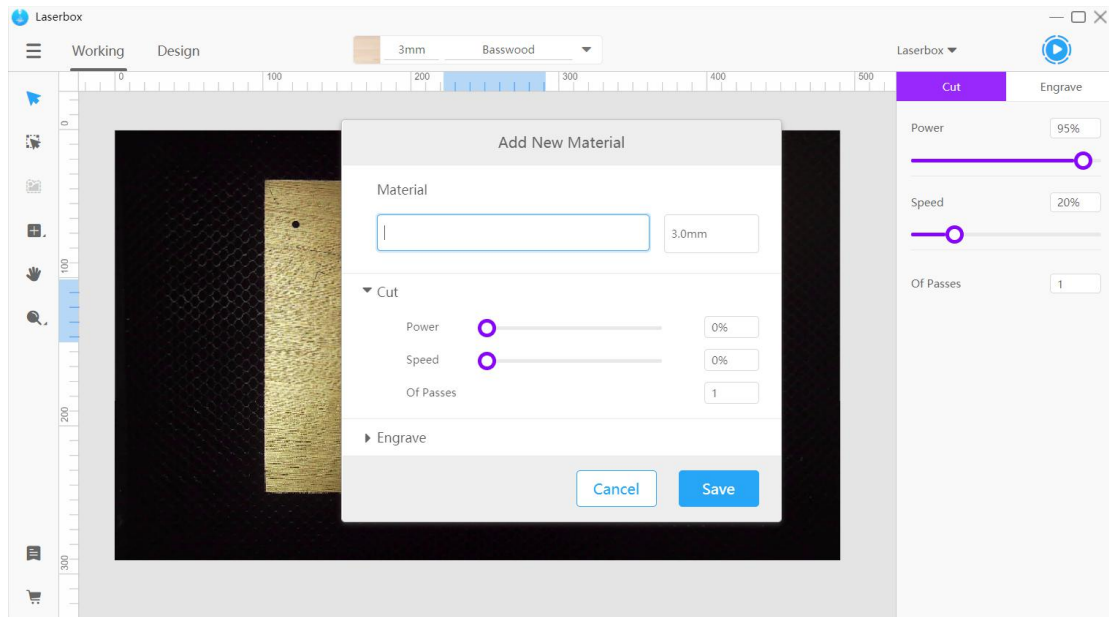 Laserbox
Working
Design
3mm
Basswood
Laserbox
0
100
200
300
400
500
Cut
Engrave
0
100
200
300
Power
95%
Speed
20%
Of Passes
1
Add New Material
Material
3.0mm
Cut
Power
0%
Speed
0%
Of Passes
1
Engrave
Cancel
Save